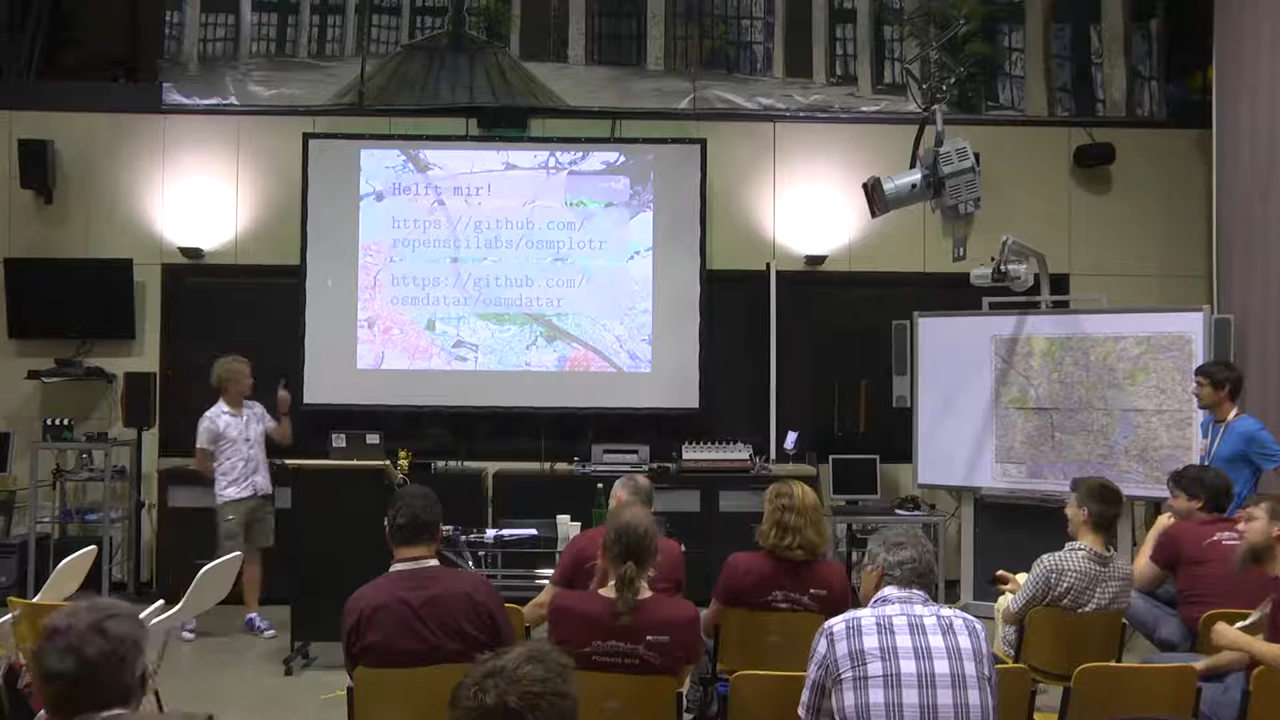 Helft mir!
https://github.com/
ropenscilabs/osmplotr
https://github.com/
osmdatar/osmdatar